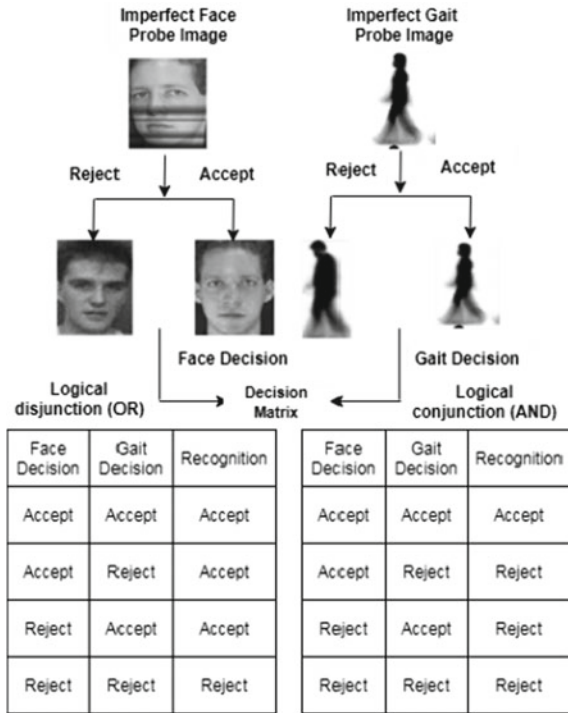 Imperfect Face
Probe Image
Imperfect Gait
Probe Image
Reject
Accept
Reject
Accept
Face Decision
Gait Decision
Logical
disjunction (OR)
Decision
Matrix
Logical
conjunction (AND)
Face
Decision
Gait
Decision
Recognition
Accept
Accept
Accept
Accept
Reject
Accept
Reject
Accept
Accept
Reject
Reject
Reject
Face
Decision
Gait
Decision
Recognition
Accept
Accept
Accept
Accept
Reject
Reject
Reject
Accept
Reject
Reject
Reject
Reject